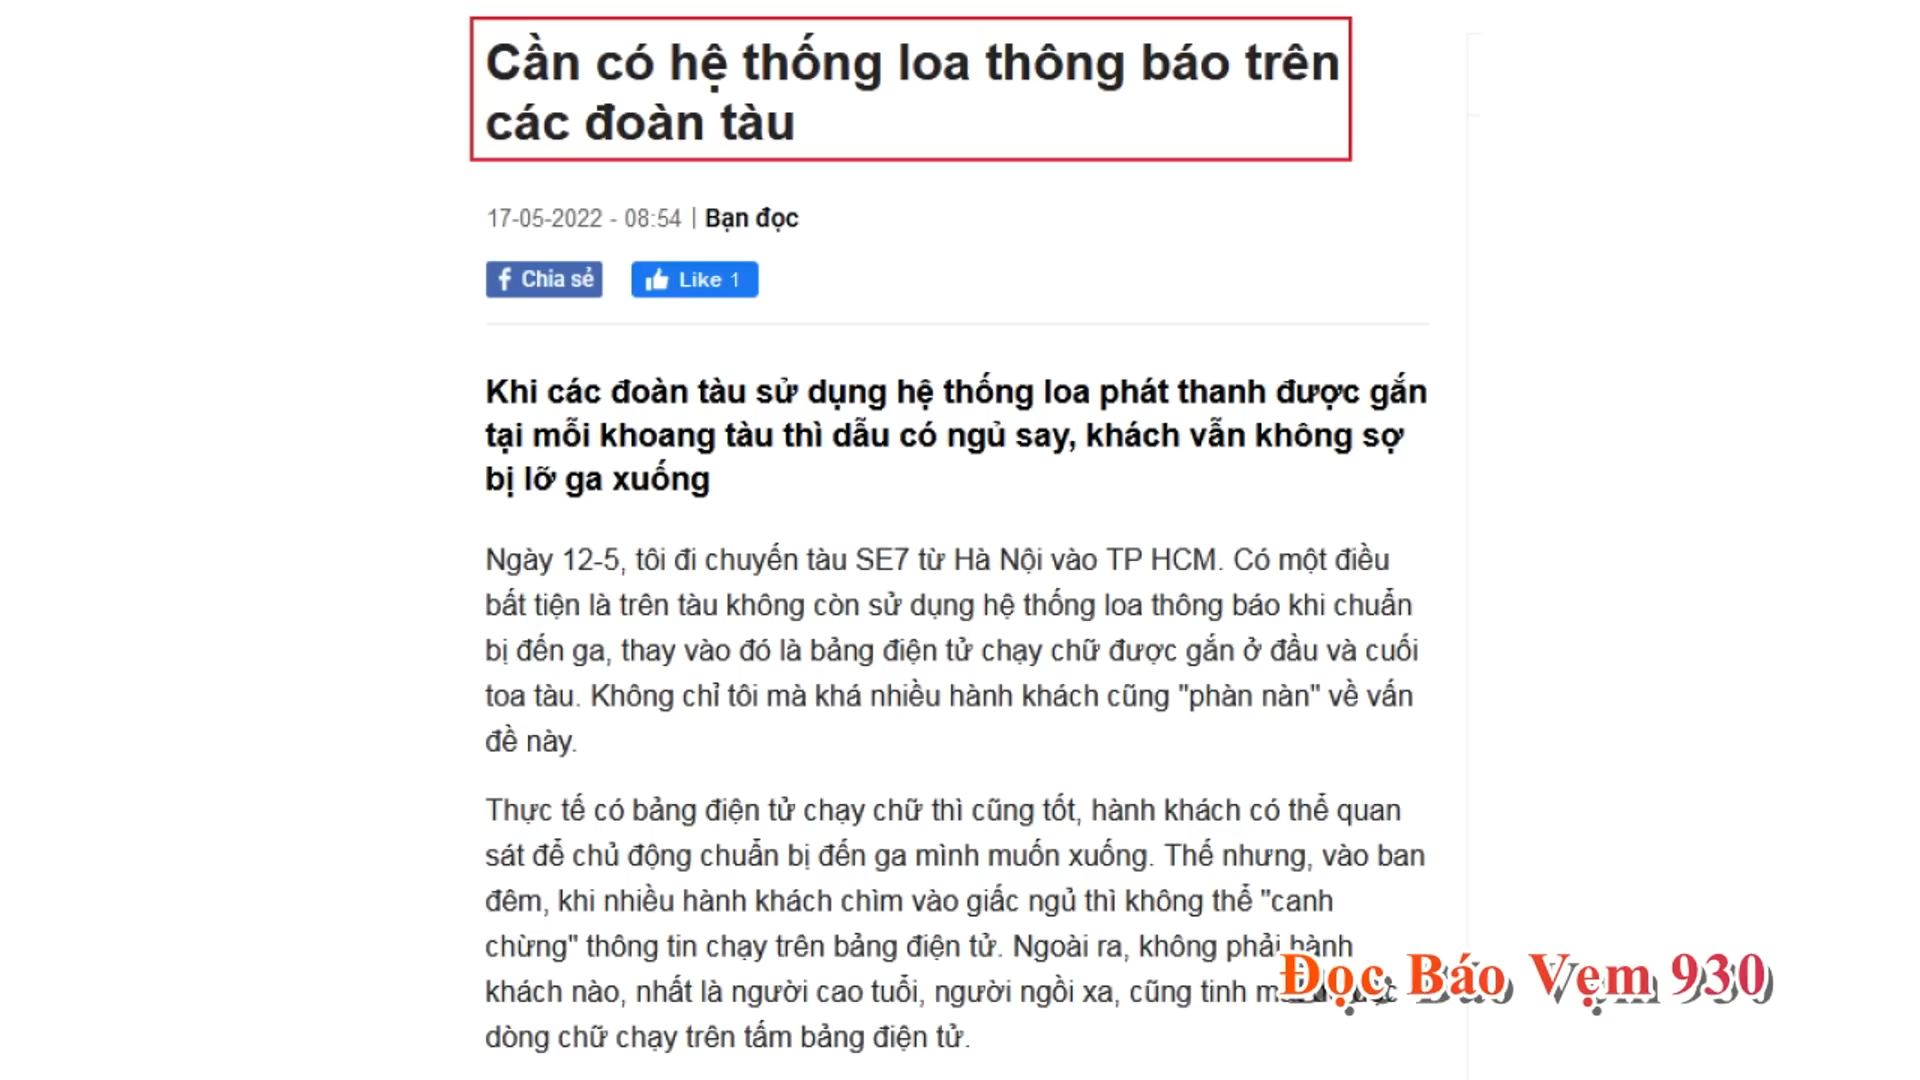 Cần có hệ thống loa thông báo trên
các đoàn tàu
17-05-2022 - 08:54 | Bạn đọc
Chia sẻ
Like 1
Khi các đoàn tàu sử dụng hệ thống loa phát thanh được gắn
tại mỗi khoang tàu thì dẫu có ngủ say, khách vẫn không sợ
bị lỡ ga xuống
Ngày 12-5, tôi đi chuyến tàu SE7 từ Hà Nội vào TP HCM. Có một điều
bất tiện là trên tàu không còn sử dụng hệ thống loa thông báo khi chuẩn
bị đến ga, thay vào đó là bảng điện tử chạy chữ được gắn ở đầu và cuối
toa tàu. Không chỉ tôi mà khá nhiều hành khách cũng "phàn nàn" về vấn
đề này.
Thực tế có bảng điện tử chạy chữ thì cũng tốt, hành khách có thể quan
sát để chủ động chuẩn bị đến ga mình muốn xuống. Thế nhưng, vào ban
đêm, khi nhiều hành khách chìm vào giấc ngủ thì không thể "canh
chừng" thông tin chạy trên bảng điện tử. Ngoài ra, không phải hành
khách nào, nhất là người cao tuổi, người ngồi xa, cũng tinh
Đọc Báo Vẹm 930
dòng chữ chạy trên tấm bảng điện tử.